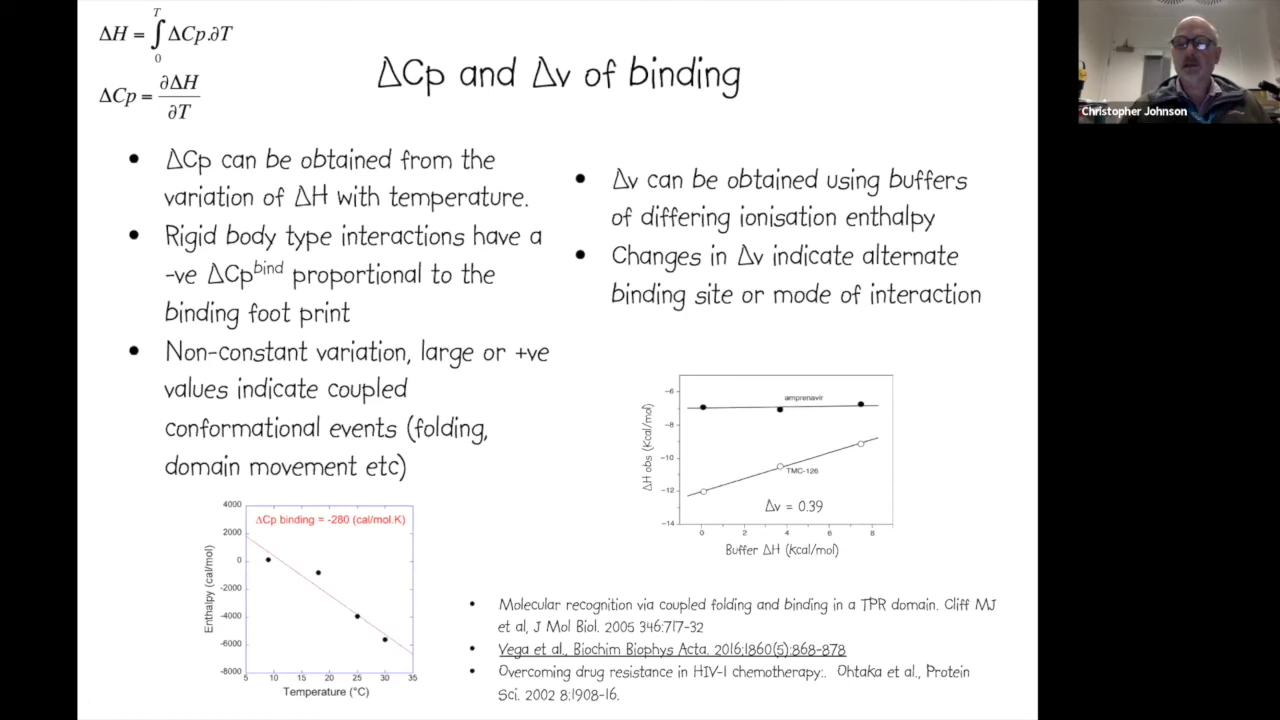 ΔH = ∫₀ᵀ ΔCp.∂T
ΔCp = ∂ΔH / ∂T
ΔCp and Δv of binding
• ΔCp can be obtained from the
variation of ΔH with temperature.
• Rigid body type interactions have a
-ve ΔCpᵇⁱⁿᵈ proportional to the
binding foot print
• Non-constant variation, large or +ve
values indicate coupled
conformational events (folding,
domain movement etc)
• Δv can be obtained using buffers
of differing ionisation enthalpy
• Changes in Δv indicate alternate
binding site or mode of interaction
ΔCp binding = -280 (cal/mol.K)
Enthalpy (cal/mol)
4000
2000
0
-2000
-4000
-6000
-8000
5 10 15 20 25 30 35
Temperature (°C)
ΔH obs (Kcal/mol)
-6
-8
-10
-12
-14
amprenavir
TMC-126
Δv = 0.39
0 2 4 6 8
Buffer ΔH (kcal/mol)
• Molecular recognition via coupled folding and binding in a TPR domain. Cliff MJ
et al, J Mol Biol. 2005 346:717-32
• Vega et al., Biochim Biophys Acta. 2016;1860(5):868-878
• Overcoming drug resistance in HIV-1 chemotherapy:. Ohtaka et al., Protein
Sci. 2002 8:1908-16.
Christopher Johnson